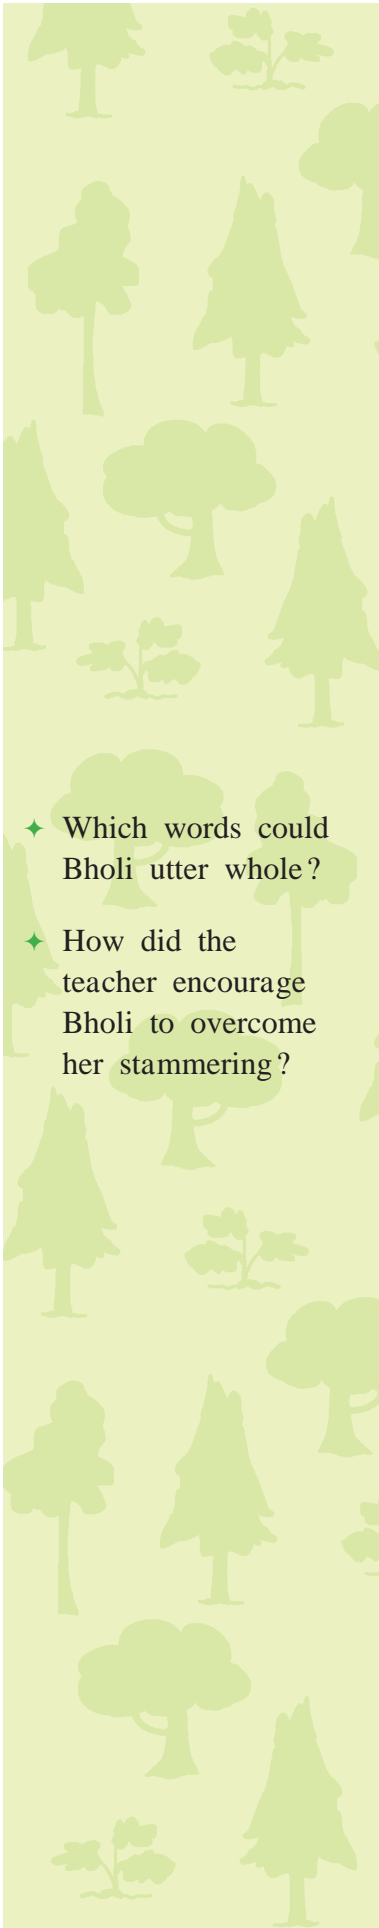 ✦ Which words could
Bholi utter whole?
✦ How did the
teacher encourage
Bholi to overcome
her stammering?